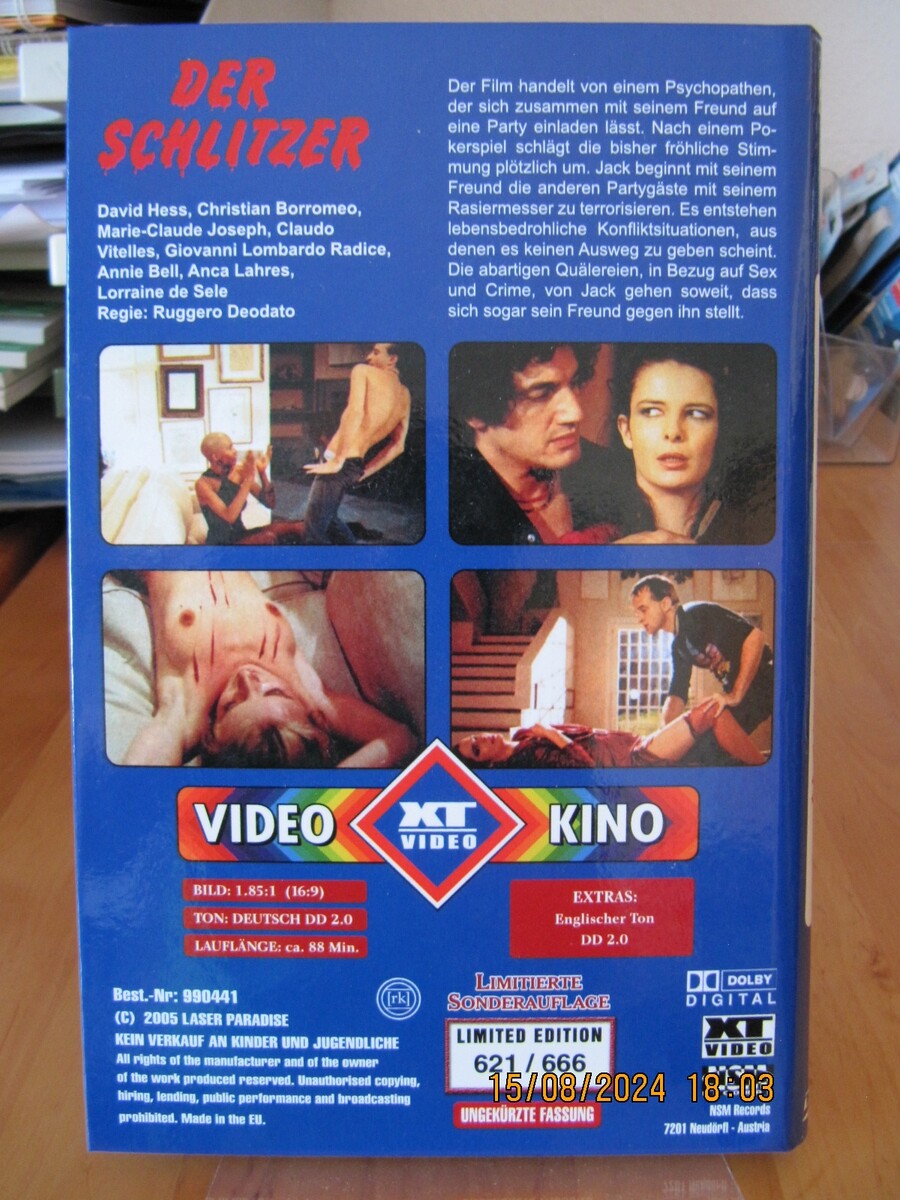 DER
SCHLITZER
David Hess, Christian Borromeo,
Marie-Claude Joseph, Claudo
Vitelles, Giovanni Lombardo Radice,
Annie Bell, Anca Lahres,
Lorraine de Sele
Regie: Ruggero Deodato
Der Film handelt von einem Psychopathen,
der sich zusammen mit seinem Freund auf
eine Party einladen lässt. Nach einem Po-
kerspiel schlägt die bisher fröhliche Stim-
mung plötzlich um. Jack beginnt mit seinem
Freund die anderen Partygäste mit seinem
Rasiermesser zu terrorisieren. Es entstehen
lebensbedrohliche Konfliktsituationen, aus
denen es keinen Ausweg zu geben scheint.
Die abartigen Quälereien, in Bezug auf Sex
und Crime, von Jack gehen soweit, dass
sich sogar sein Freund gegen ihn stellt.
VIDEO XT VIDEO KINO
BILD: 1.85:1 (16:9)
TON: DEUTSCH DD 2.0
LAUFLÄNGE: ca. 88 Min.
EXTRAS:
Englischer Ton
DD 2.0
Best.-Nr: 990441
(C) 2005 LASER PARADISE
KEIN VERKAUF AN KINDER UND JUGENDLICHE
All rights of the manufacturer and of the owner
of the work produced reserved. Unauthorised copying,
hiring, lending, public performance and broadcasting
prohibited. Made in the EU.
[rk]
LIMITIERTE
SONDERAUFLAGE
LIMITED EDITION
621 / 666
UNGEKÜRZTE FASSUNG
DOLBY
DIGITAL
XT
VIDEO
NSM
NSM Records
7201 Neudörfl - Austria
15/08/2024 18:03